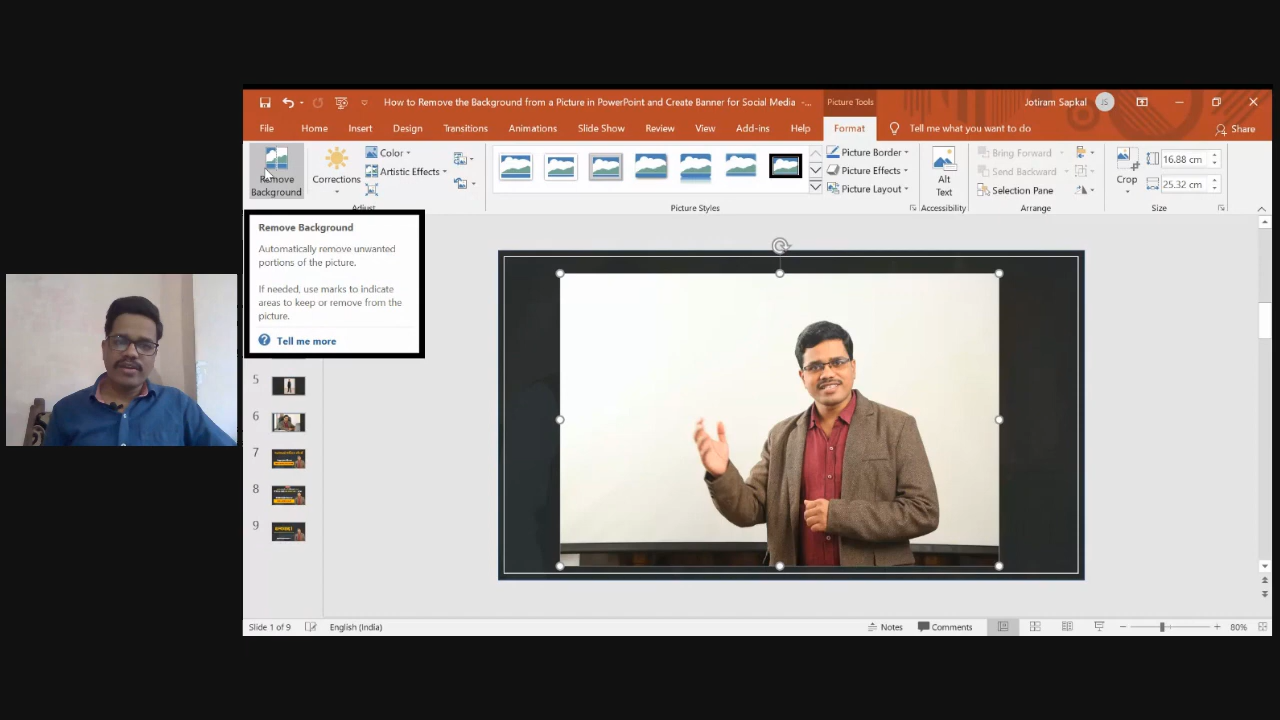 How to Remove the Background from a Picture in PowerPoint and Create Banner for Social Media -...
Picture Tools
Jotiram Sapkal
JS
File Home Insert Design Transitions Animations Slide Show Review View Add-ins Help Format Tell me what you want to do Share
Remove
Background
Corrections
Color
Artistic Effects
Adjust
Picture Border
Picture Effects
Picture Layout
Picture Styles
Alt
Text
Accessibility
Bring Forward
Send Backward
Selection Pane
Arrange
Crop
16.88 cm
25.32 cm
Size
Remove Background
Automatically remove unwanted
portions of the picture.
If needed, use marks to indicate
areas to keep or remove from the
picture.
Tell me more
5
6
7
8
9
Slide 1 of 9 English (India) Notes Comments 80%